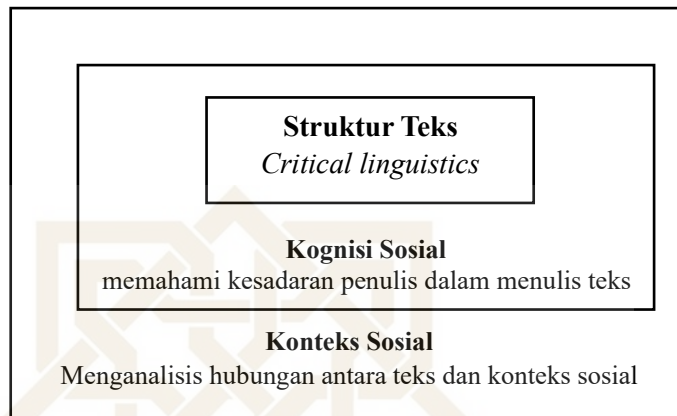 Struktur Teks
Critical linguistics
Kognisi Sosial
memahami kesadaran penulis dalam menulis teks
Konteks Sosial
Menganalisis hubungan antara teks dan konteks sosial